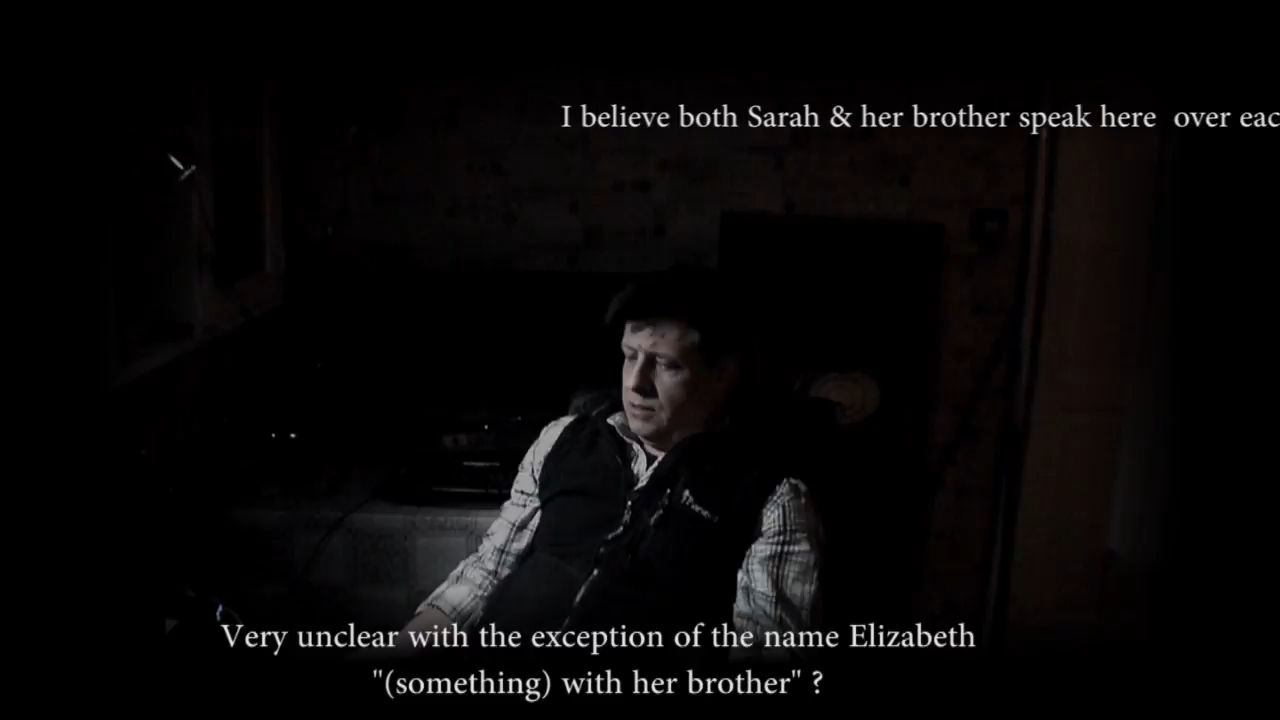 I believe both Sarah & her brother speak here over eac
Very unclear with the exception of the name Elizabeth
"(something) with her brother" ?